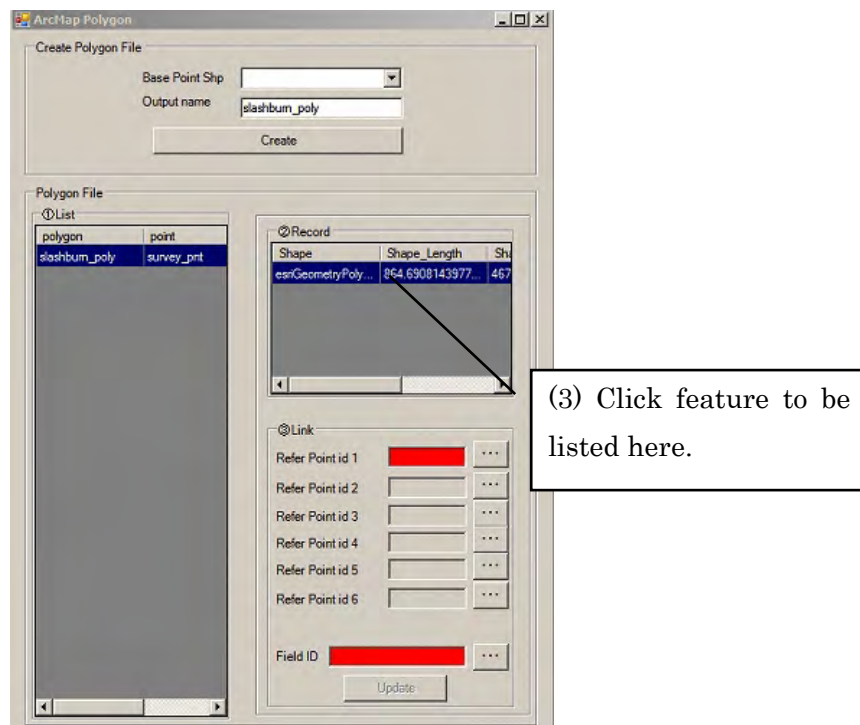 ArcMap Polygon
Create Polygon File
Base Point Shp
Output name slashburn_poly
Create
Polygon File
①List
polygon point
slashburn_poly survey_pnt
②Record
Shape Shape_Length Sha
esriGeometryPoly... 864.6908143977... 467
(3) Click feature to be
listed here.
③Link
Refer Point id 1 ...
Refer Point id 2 ...
Refer Point id 3 ...
Refer Point id 4 ...
Refer Point id 5 ...
Refer Point id 6 ...
Field ID ...
Update